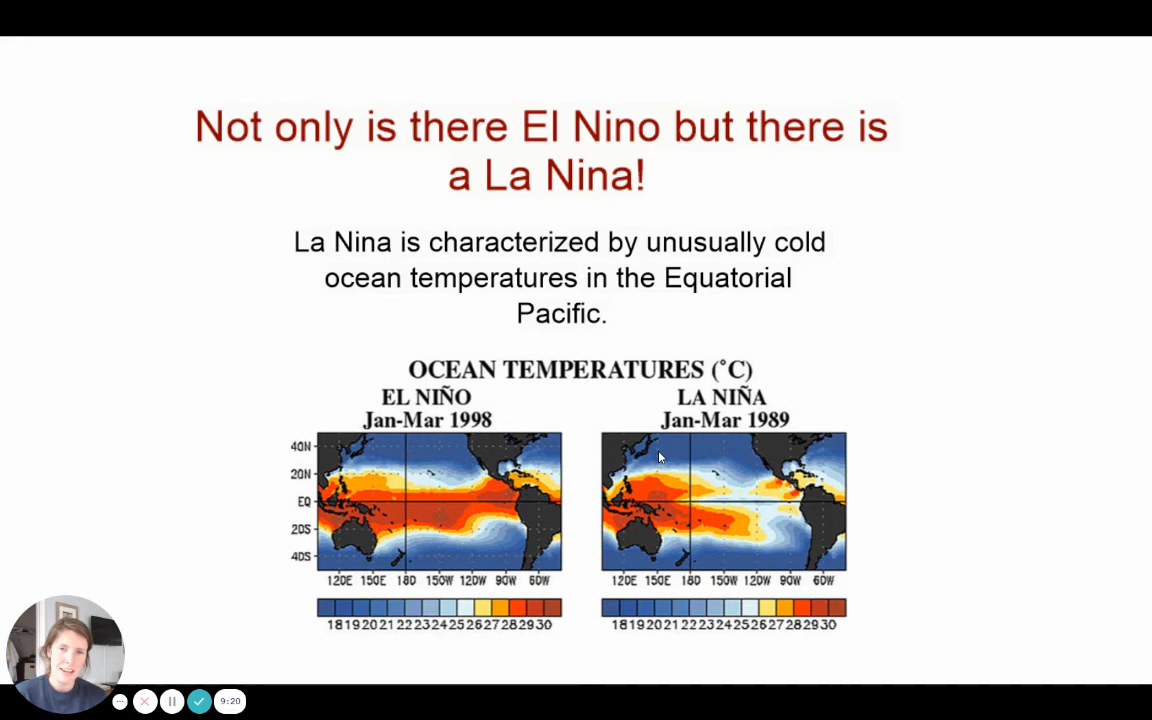 Not only is there El Nino but there is
a La Nina!
La Nina is characterized by unusually cold
ocean temperatures in the Equatorial
Pacific.
OCEAN TEMPERATURES (°C)
EL NIÑO
Jan-Mar 1998
LA NIÑA
Jan-Mar 1989
40N
20N
EQ
20S
40S
120E 150E 180 150W 120W 90W 60W
120E 150E 180 150W 120W 90W 60W
18 19 20 21 22 23 24 25 26 27 28 29 30
18 19 20 21 22 23 24 25 26 27 28 29 30
9:20